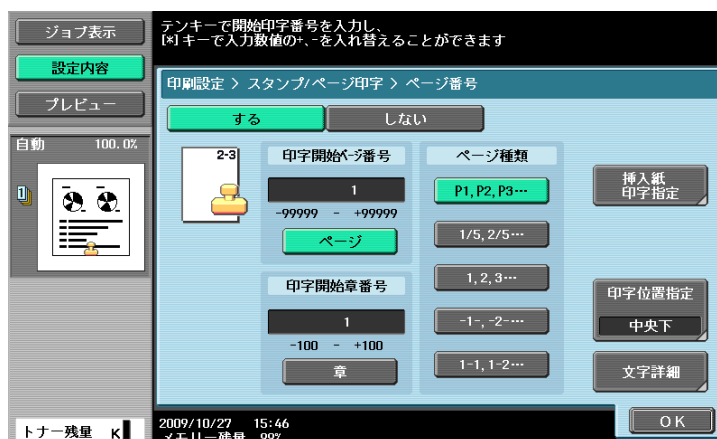 ジョブ表示
設定内容
プレビュー
自動 100.0%
1
トナー残量 K
テンキーで開始印字番号を入力し、
[*]キーで入力数値の+、-を入れ替えることができます
印刷設定 > スタンプ/ページ印字 > ページ番号
する しない
2-3
印字開始ページ番号
1
-99999 - +99999
ページ
印字開始章番号
1
-100 - +100
章
ページ種類
P1,P2,P3…
1/5,2/5…
1,2,3…
-1-,-2-…
1-1,1-2…
挿入紙
印字指定
印字位置指定
中央下
文字詳細
2009/10/27 15:46
メモリー残量 99%
OK